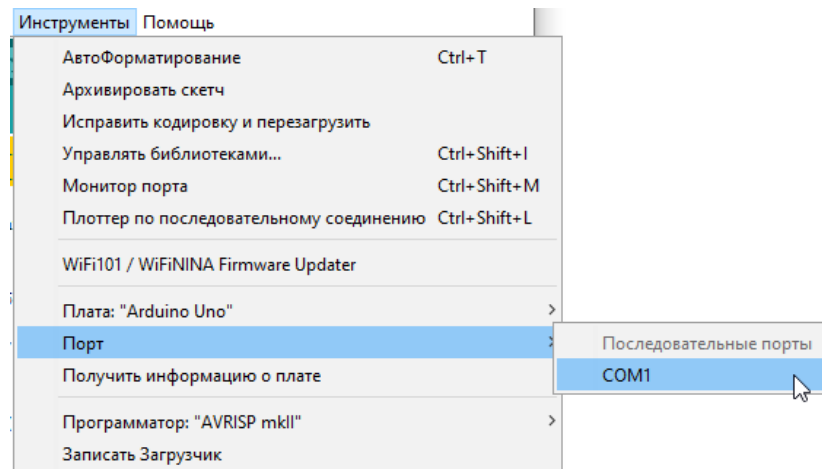 Инструменты Помощь
АвтоФорматирование Ctrl+T
Архивировать скетч
Исправить кодировку и перезагрузить
Управлять библиотеками... Ctrl+Shift+I
Монитор порта Ctrl+Shift+M
Плоттер по последовательному соединению Ctrl+Shift+L
WiFi101 / WiFiNINA Firmware Updater
Плата: "Arduino Uno"
Порт
Последовательные порты
COM1
Получить информацию о плате
Программатор: "AVRISP mkII"
Записать Загрузчик